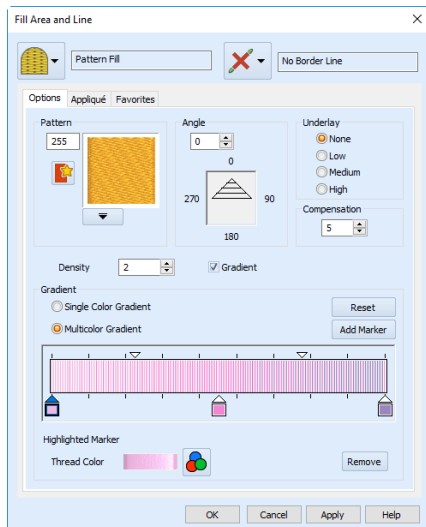 Fill Area and Line
Pattern Fill
No Border Line
Options Appliqué Favorites
Pattern
255
Angle
0
0
270
90
180
Underlay
None
Low
Medium
High
Compensation
5
Density 2 Gradient
Gradient
Single Color Gradient
Reset
Multicolor Gradient
Add Marker
Highlighted Marker
Thread Color
Remove
OK Cancel Apply Help